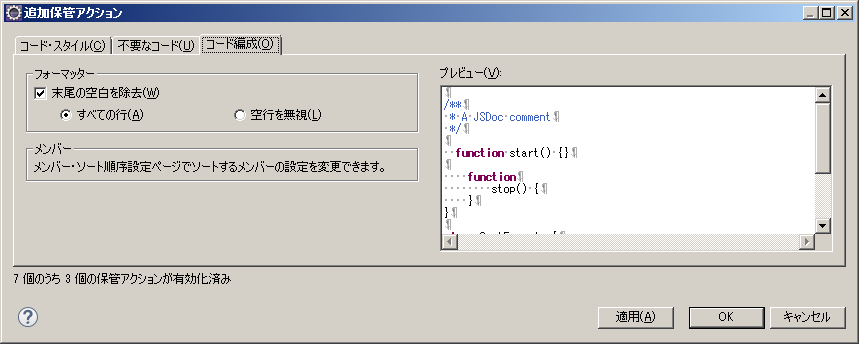 追加保管アクション
コード・スタイル(C) 不要なコード(U) コード編成(O)
フォーマッター
末尾の空白を除去(W)
すべての行(A) 空行を無視(L)
メンバー
メンバー・ソート順序設定ページでソートするメンバーの設定を変更できます。
プレビュー(V):
¶
/**¶
·*·A·JSDoc·comment¶
·*/¶
¶
··function·start()·{}¶
¶
····function¶
········stop()·{¶
····}¶
}¶
¶
7 個のうち 3 個の保管アクションが有効化済み
適用(A) OK キャンセル